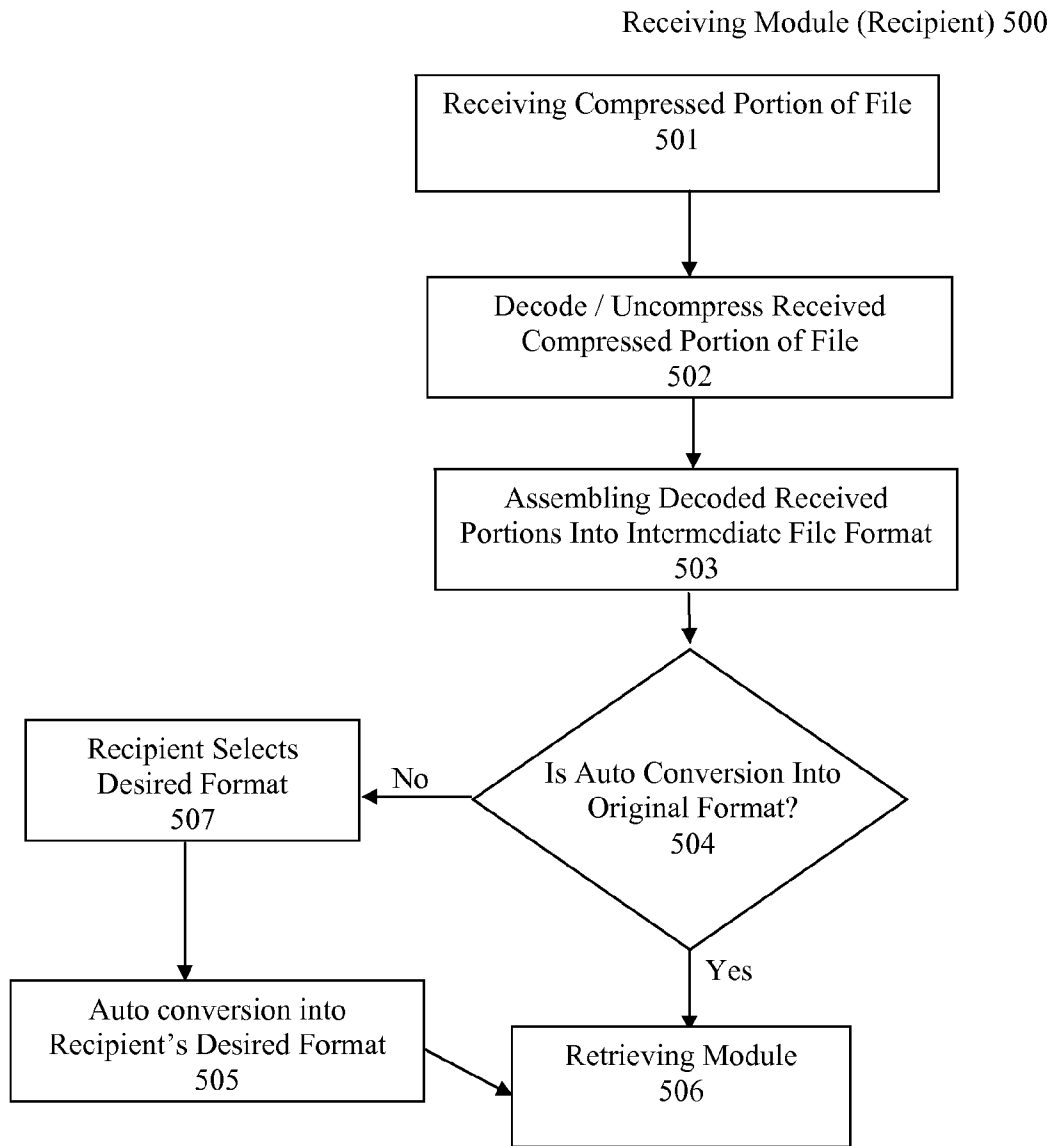 Receiving Module (Recipient) 500
Receiving Compressed Portion of File
501
Decode / Uncompress Received
Compressed Portion of File
502
Assembling Decoded Received
Portions Into Intermediate File Format
503
Is Auto Conversion Into
Original Format?
504
No
Recipient Selects
Desired Format
507
Yes
Auto conversion into
Recipient's Desired Format
505
Retrieving Module
506